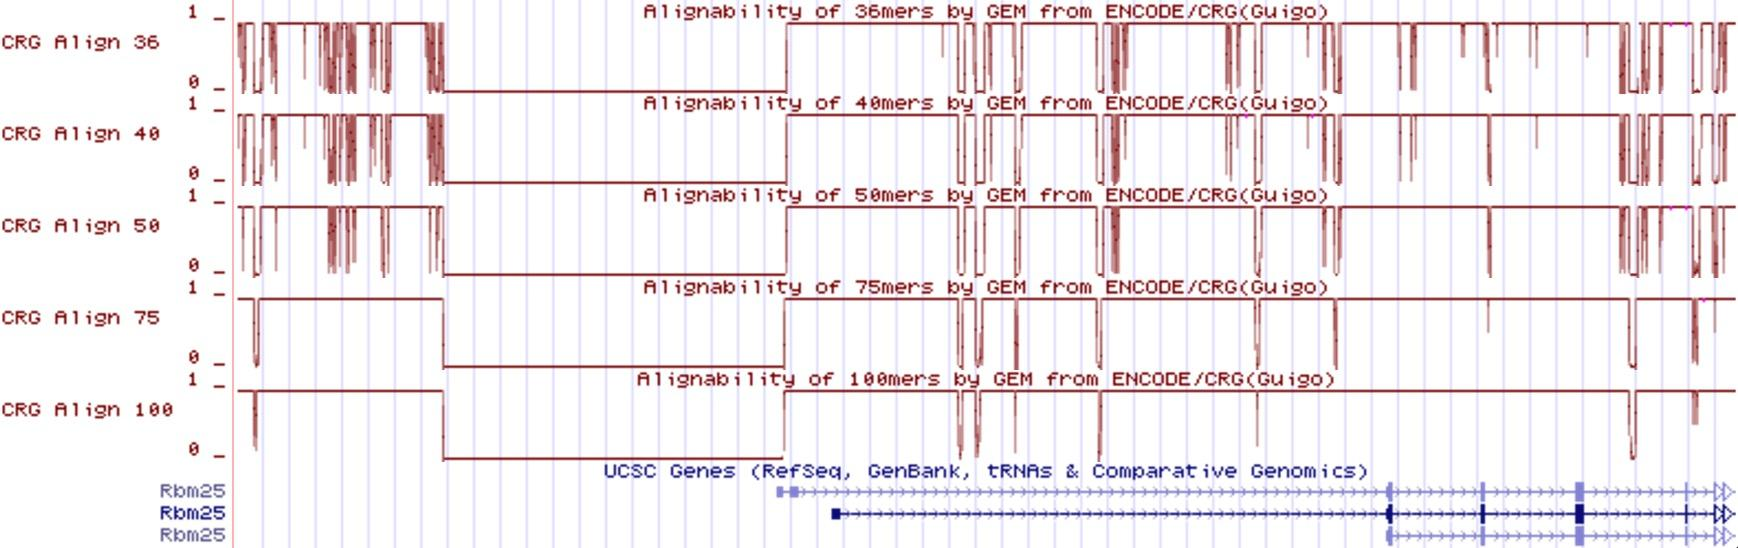 Alignability of 36mers by GEM from ENCODE/CRG(Guigo)
1 _
CRG Align 36
0 _
Alignability of 40mers by GEM from ENCODE/CRG(Guigo)
1 _
CRG Align 40
0 _
Alignability of 50mers by GEM from ENCODE/CRG(Guigo)
1 _
CRG Align 50
0 _
Alignability of 75mers by GEM from ENCODE/CRG(Guigo)
1 _
CRG Align 75
0 _
Alignability of 100mers by GEM from ENCODE/CRG(Guigo)
1 _
CRG Align 100
0 _
UCSC Genes (RefSeq, GenBank, tRNAs & Comparative Genomics)
Rbm25
Rbm25
Rbm25